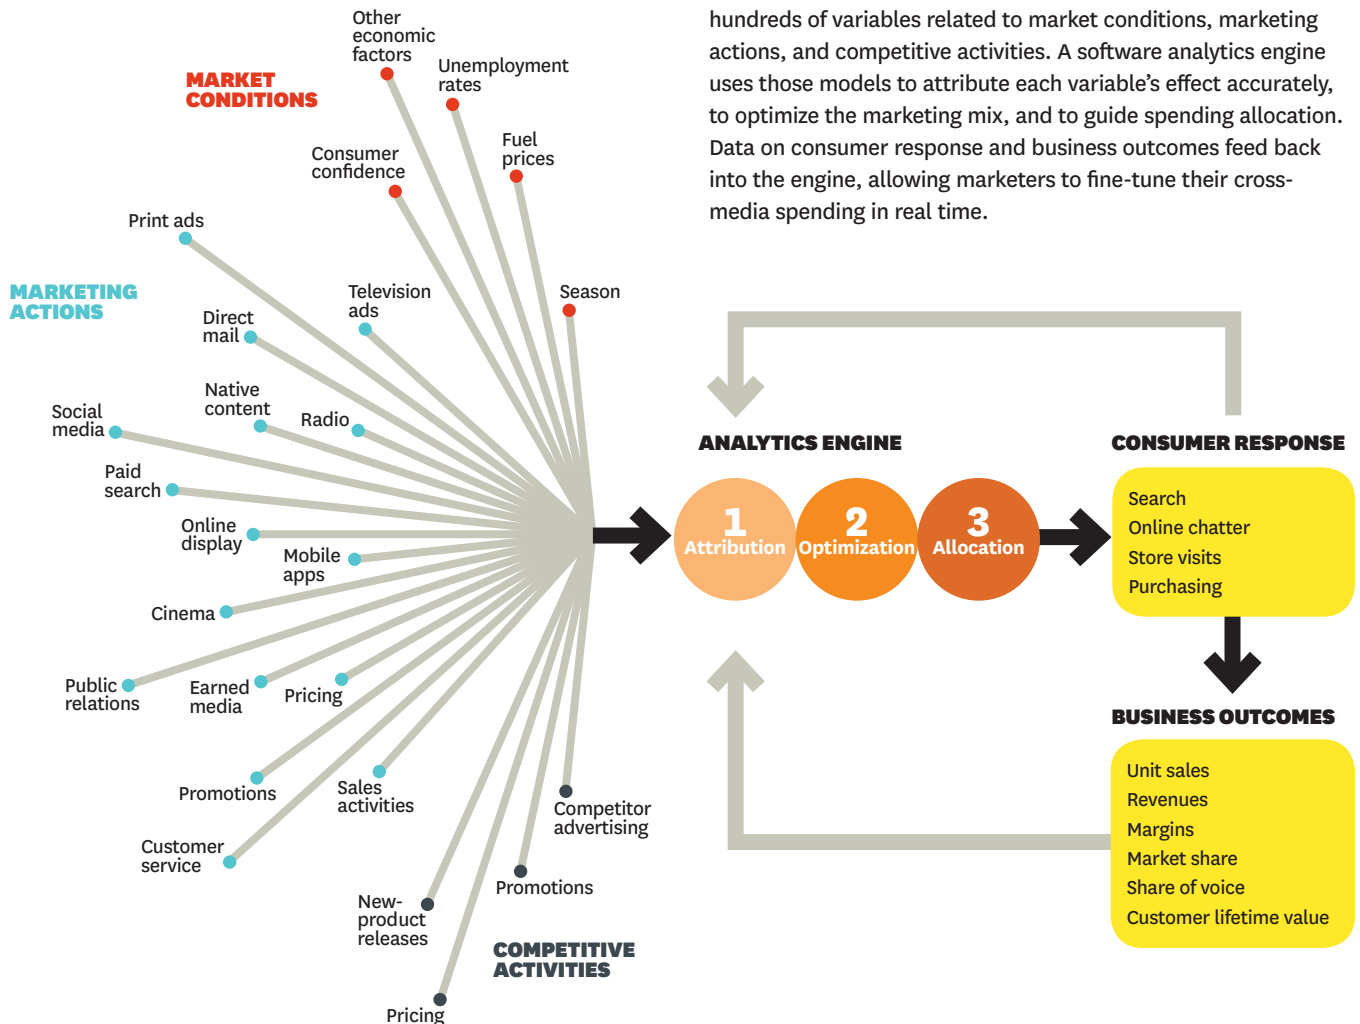 hundreds of variables related to market conditions, marketing
actions, and competitive activities. A software analytics engine
uses those models to attribute each variable’s effect accurately,
to optimize the marketing mix, and to guide spending allocation.
Data on consumer response and business outcomes feed back
into the engine, allowing marketers to fine-tune their cross-
media spending in real time.
MARKET
CONDITIONS
Other
economic
factors
Unemployment
rates
Fuel
prices
Consumer
confidence
Season
MARKETING
ACTIONS
Print ads
Television
ads
Direct
mail
Native
content
Radio
Social
media
Paid
search
Online
display
Mobile
apps
Cinema
Public
relations
Earned
media
Pricing
Promotions
Sales
activities
Customer
service
COMPETITIVE
ACTIVITIES
Competitor
advertising
Promotions
New-
product
releases
Pricing
ANALYTICS ENGINE
1
Attribution
2
Optimization
3
Allocation
CONSUMER RESPONSE
Search
Online chatter
Store visits
Purchasing
BUSINESS OUTCOMES
Unit sales
Revenues
Margins
Market share
Share of voice
Customer lifetime value